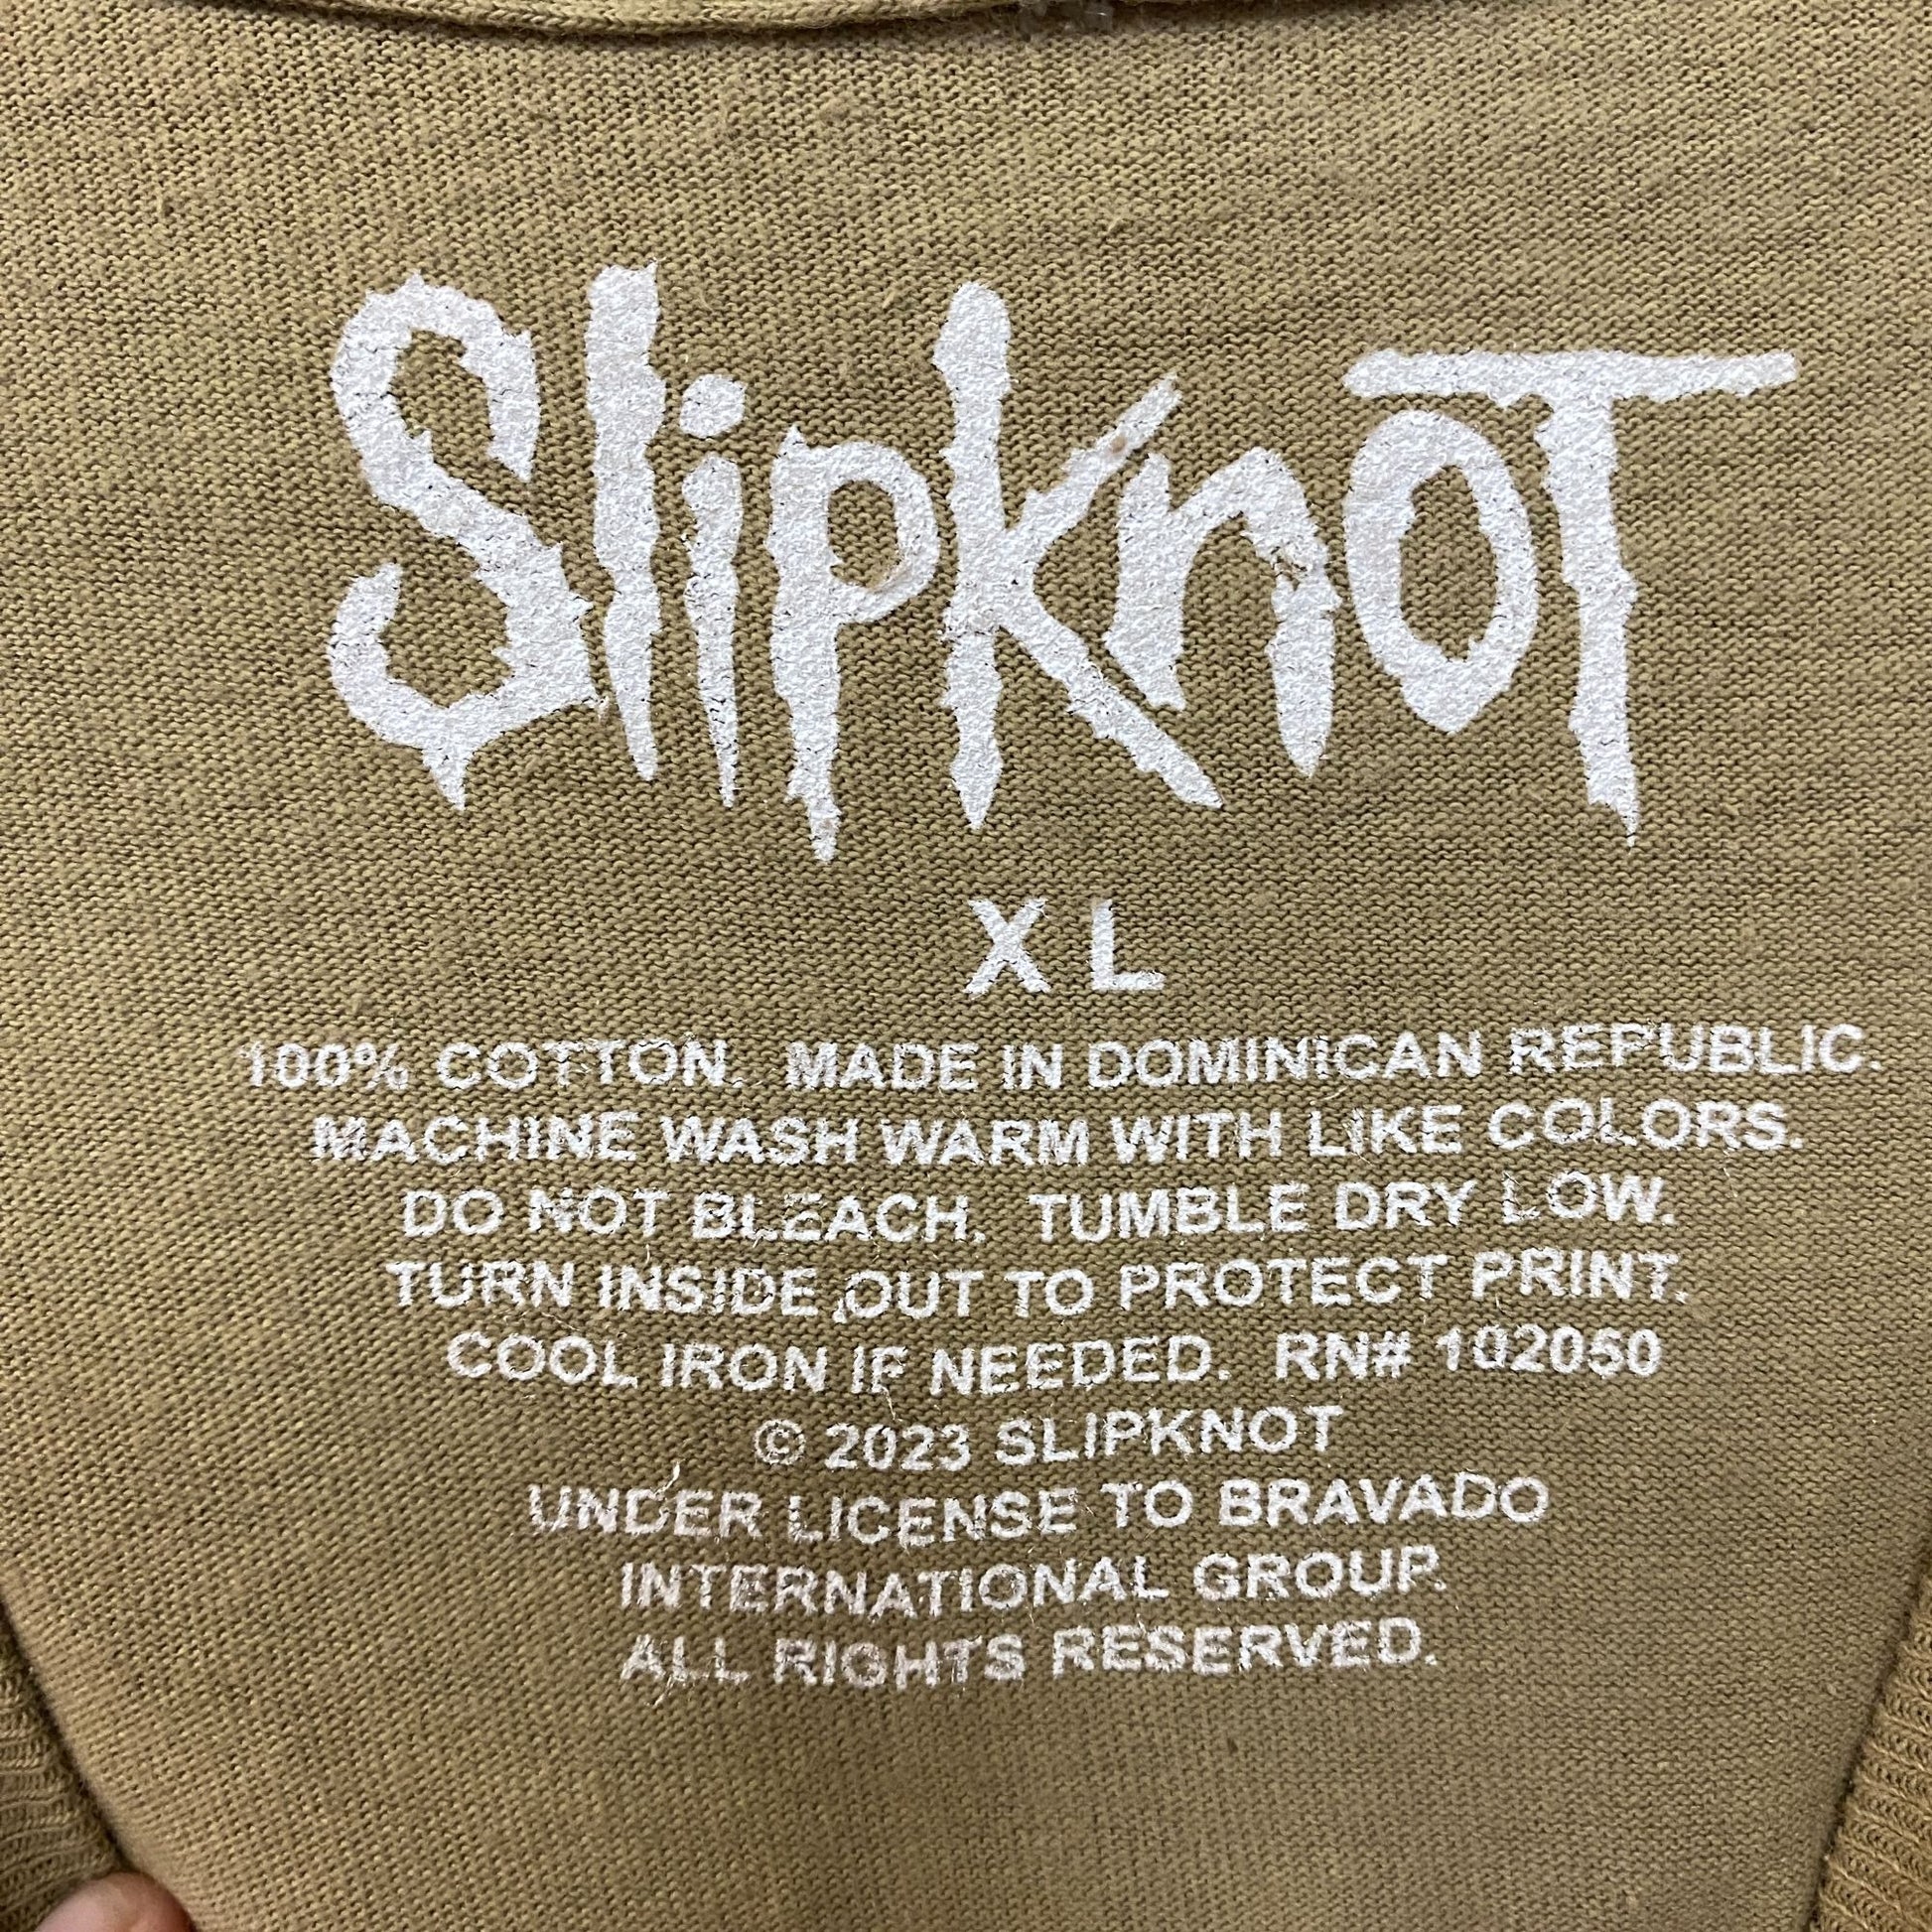 SlipknoT
XL
100% COTTON. MADE IN DOMINICAN REPUBLIC.
MACHINE WASH WARM WITH LIKE COLORS.
DO NOT BLEACH. TUMBLE DRY LOW.
TURN INSIDE OUT TO PROTECT PRINT.
COOL IRON IF NEEDED. RN# 102050
© 2023 SLIPKNOT
UNDER LICENSE TO BRAVADO
INTERNATIONAL GROUP.
ALL RIGHTS RESERVED.